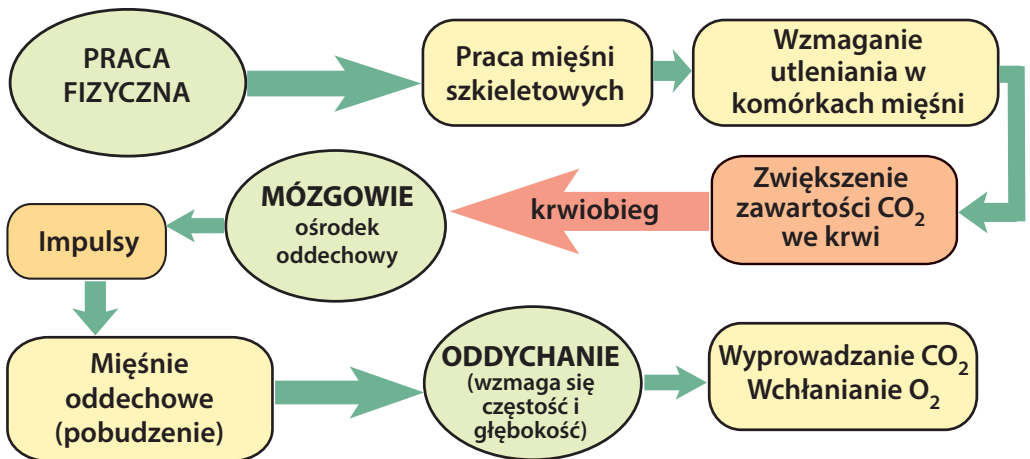 PRACA
FIZYCZNA
Praca mięśni
szkieletowych
Wzmaganie
utleniania w
komórkach mięśni
Zwiększenie
zawartości CO₂
we krwi
krwiobieg
MÓZGOWIE
ośrodek
oddechowy
Impulsy
Mięśnie
oddechowe
(pobudzenie)
ODDYCHANIE
(wzmaga się
częstość i
głębokość)
Wyprowadzanie CO₂
Wchłanianie O₂